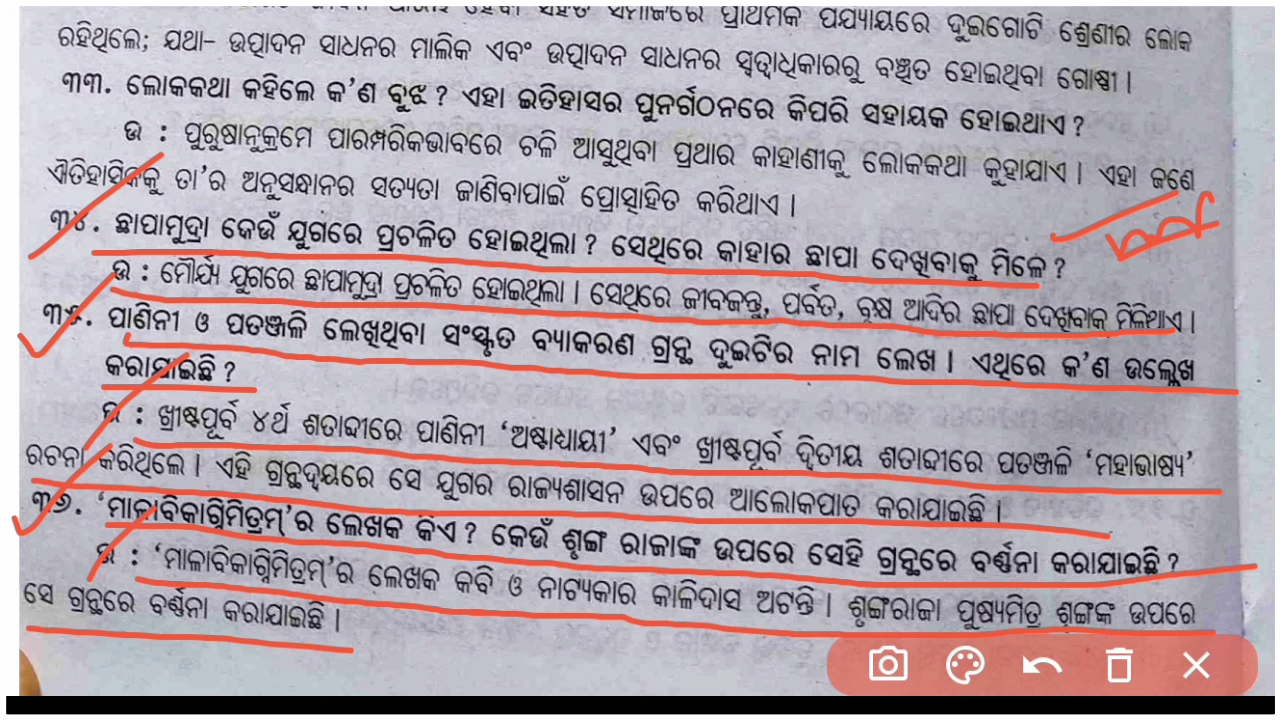 ସମାଜରେ ପ୍ରାଥମିକ ପର୍ଯ୍ୟାୟରେ ଦୁଇଗୋଟି ଶ୍ରେଣୀର ଲୋକ
ରହିଥିଲେ; ଯଥା- ଉତ୍ପାଦନ ସାଧନର ମାଲିକ ଏବଂ ଉତ୍ପାଦନ ସାଧନର ସ୍ୱତ୍ୱାଧିକାରରୁ ବଞ୍ଚିତ ହୋଇଥିବା ଗୋଷ୍ଠୀ।
୩୩. ଲୋକକଥା କହିଲେ କ'ଣ ବୁଝ ? ଏହା ଇତିହାସର ପୁନର୍ଗଠନରେ କିପରି ସହାୟକ ହୋଇଥାଏ ?
ଉ : ପୁରୁଷାନୁକ୍ରମେ ପାରମ୍ପରିକଭାବରେ ଚଳି ଆସୁଥିବା ପ୍ରଥାର କାହାଣୀକୁ ଲୋକକଥା କୁହାଯାଏ। ଏହା ଜଣେ
ଐତିହାସିକକୁ ତା'ର ଅନୁସନ୍ଧାନର ସତ୍ୟତା ଜାଣିବାପାଇଁ ପ୍ରୋତ୍ସାହିତ କରିଥାଏ।
୩୪. ଛାପାମୁଦ୍ରା କେଉଁ ଯୁଗରେ ପ୍ରଚଳିତ ହୋଇଥିଲା ? ସେଥିରେ କାହାର ଛାପା ଦେଖିବାକୁ ମିଳେ ?
ଉ : ମୌର୍ଯ୍ୟ ଯୁଗରେ ଛାପାମୁଦ୍ରା ପ୍ରଚଳିତ ହୋଇଥିଲା। ସେଥିରେ ଜୀବଜନ୍ତୁ, ପର୍ବତ, ବୃକ୍ଷ ଆଦିର ଛାପା ଦେଖିବାକୁ ମିଳିଥାଏ।
୩୫. ପାଣିନୀ ଓ ପତଞ୍ଜଳି ଲେଖିଥିବା ସଂସ୍କୃତ ବ୍ୟାକରଣ ଗ୍ରନ୍ଥ ଦୁଇଟିର ନାମ ଲେଖ। ଏଥିରେ କ'ଣ ଉଲ୍ଲେଖ
କରାଯାଇଛି ?
ଉ : ଖ୍ରୀଷ୍ଟପୂର୍ବ ୪ର୍ଥ ଶତାବ୍ଦୀରେ ପାଣିନୀ 'ଅଷ୍ଟାଧ୍ୟାୟୀ' ଏବଂ ଖ୍ରୀଷ୍ଟପୂର୍ବ ଦ୍ୱିତୀୟ ଶତାବ୍ଦୀରେ ପତଞ୍ଜଳି 'ମହାଭାଷ୍ୟ'
ରଚନା କରିଥିଲେ। ଏହି ଗ୍ରନ୍ଥଦ୍ୱୟରେ ସେ ଯୁଗର ରାଜ୍ୟଶାସନ ଉପରେ ଆଲୋକପାତ କରାଯାଇଛି।
୩୬. 'ମାଳାବିକାଗ୍ନିମିତ୍ରମ୍'ର ଲେଖକ କିଏ ? କେଉଁ ଶୁଙ୍ଗ ରାଜାଙ୍କ ଉପରେ ସେହି ଗ୍ରନ୍ଥରେ ବର୍ଣ୍ଣନା କରାଯାଇଛି ?
ଉ : 'ମାଳାବିକାଗ୍ନିମିତ୍ରମ୍'ର ଲେଖକ କବି ଓ ନାଟ୍ୟକାର କାଳିଦାସ ଅଟନ୍ତି। ଶୁଙ୍ଗରାଜା ପୁଷ୍ୟମିତ୍ର ଶୁଙ୍ଗଙ୍କ ଉପରେ
ସେ ଗ୍ରନ୍ଥରେ ବର୍ଣ୍ଣନା କରାଯାଇଛି।